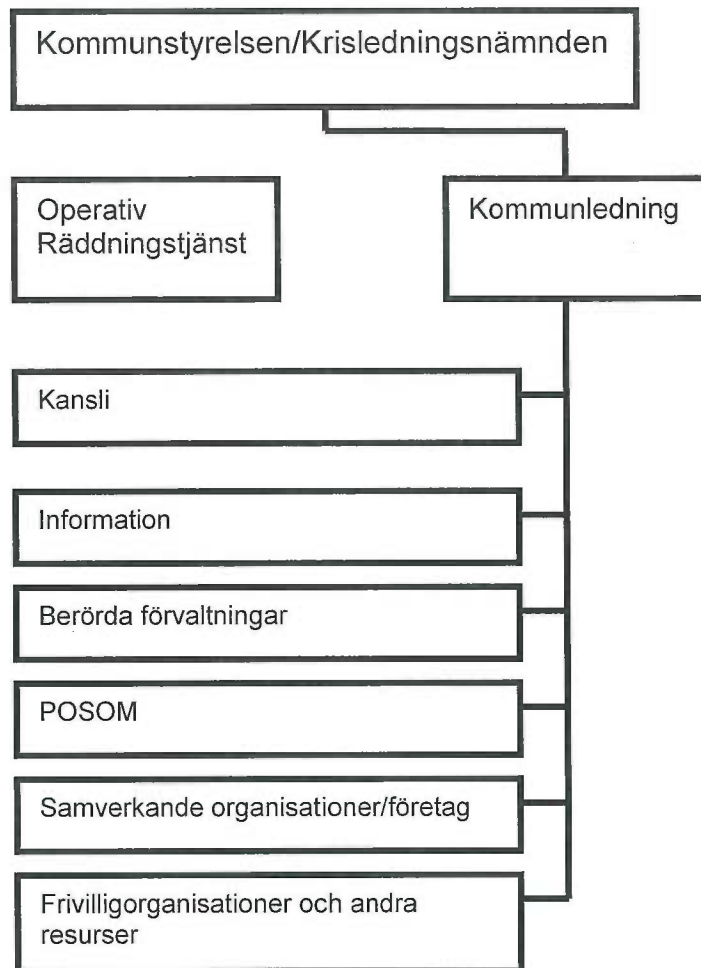 Kommunstyrelsen/Krisledningsnämnden
Operativ
Räddningstjänst
Kommunledning
Kansli
Information
Berörda förvaltningar
POSOM
Samverkande organisationer/företag
Frivilligorganisationer och andra
resurser